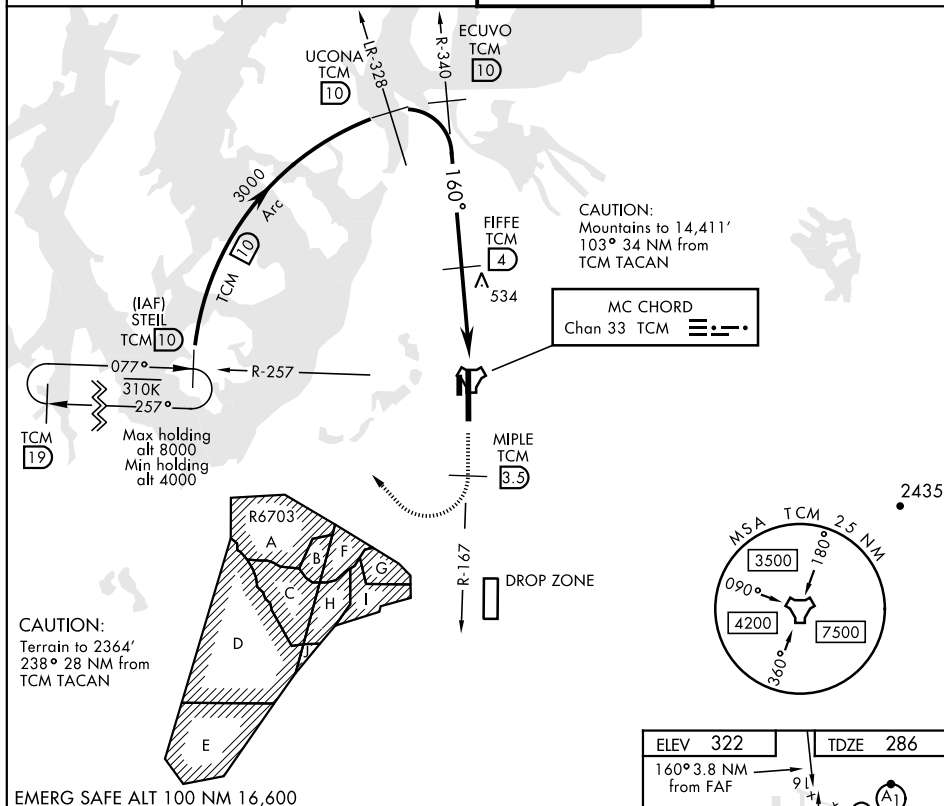 ECUVO
TCM
10
R-340
UCONA
TCM
10
LR-328
3000
Arc
TCM 10
160°
FIFFE
TCM
4
534
CAUTION:
Mountains to 14,411'
103° 34 NM from
TCM TACAN
MC CHORD
Chan 33 TCM
(IAF)
STEIL
TCM 10
077°
310K
257°
R-257
TCM
19
Max holding
alt 8000
Min holding
alt 4000
MIPLE
TCM
3.5
R-167
DROP ZONE
R6703
A
B
F
G
C
H
I
D
J
E
CAUTION:
Terrain to 2364'
238° 28 NM from
TCM TACAN
2435
MSA TCM 25 NM
3500
180°
090°
4200
7500
360°
ELEV 322
TDZE 286
160° 3.8 NM
from FAF
16
A1
EMERG SAFE ALT 100 NM 16,600